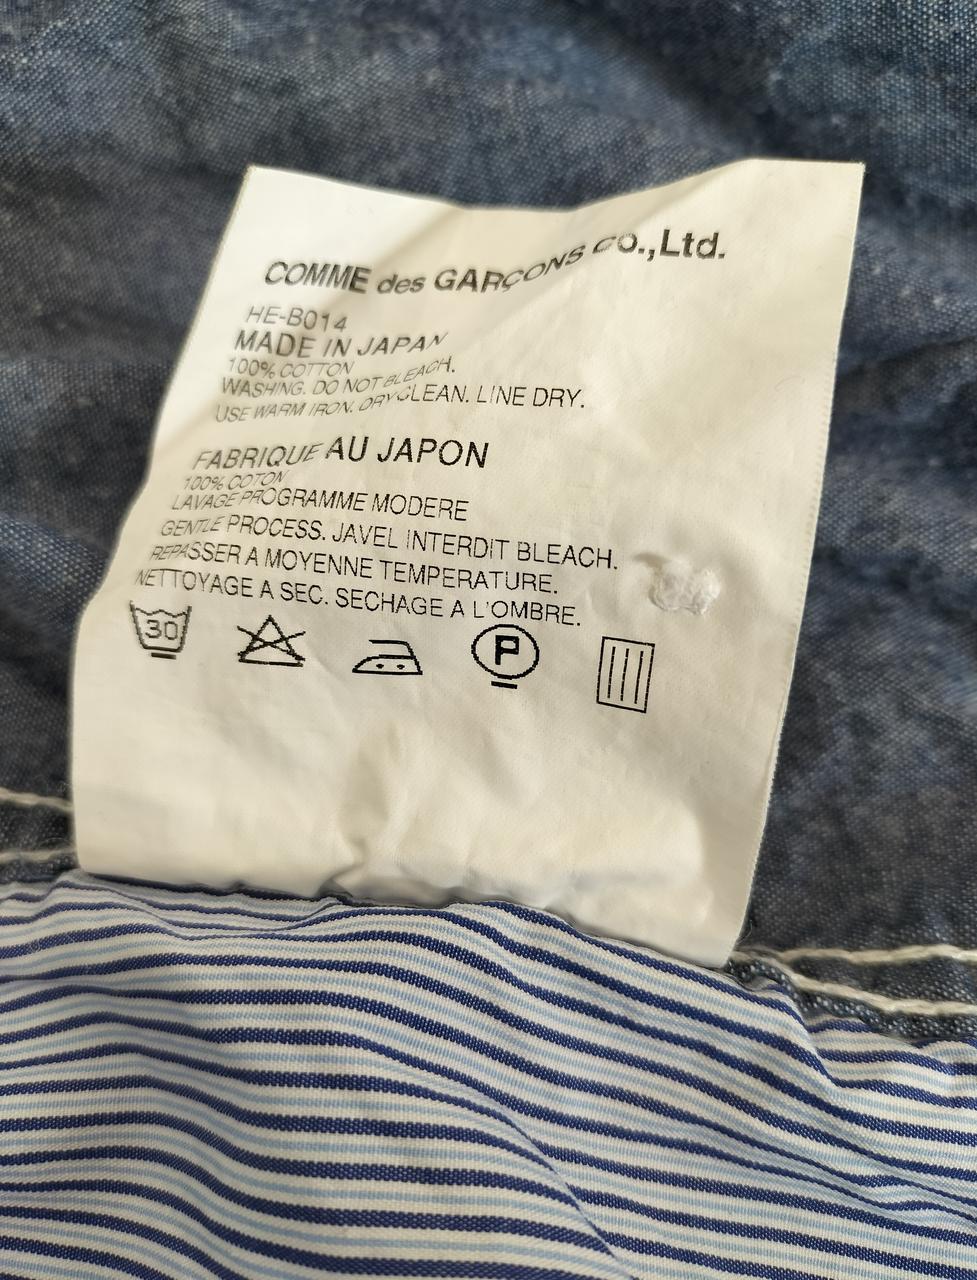 COMME des GARÇONS CO.,Ltd.
HE-B014
MADE IN JAPAN
100% COTTON
WASHING. DO NOT BLEACH.
USE WARM IRON. DRY CLEAN. LINE DRY.
FABRIQUE AU JAPON
100% COTON
LAVAGE PROGRAMME MODERE
GENTLE PROCESS. JAVEL INTERDIT BLEACH.
REPASSER A MOYENNE TEMPERATURE.
NETTOYAGE A SEC. SECHAGE A L'OMBRE.
30 P